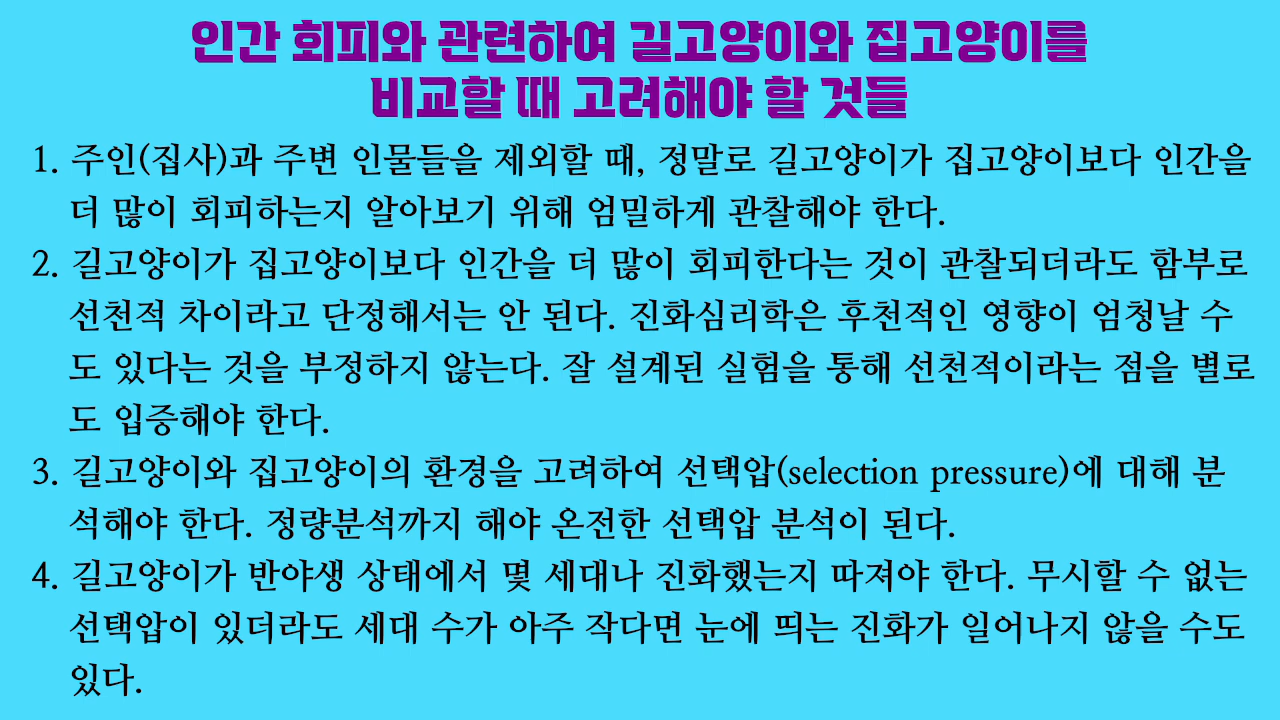 인간 회피와 관련하여 길고양이와 집고양이를
비교할 때 고려해야 할 것들
1. 주인(집사)과 주변 인물들을 제외할 때, 정말로 길고양이가 집고양이보다 인간을
더 많이 회피하는지 알아보기 위해 엄밀하게 관찰해야 한다.
2. 길고양이가 집고양이보다 인간을 더 많이 회피한다는 것이 관찰되더라도 함부로
선천적 차이라고 단정해서는 안 된다. 진화심리학은 후천적인 영향이 엄청날 수
도 있다는 것을 부정하지 않는다. 잘 설계된 실험을 통해 선천적이라는 점을 별로
도 입증해야 한다.
3. 길고양이와 집고양이의 환경을 고려하여 선택압(selection pressure)에 대해 분
석해야 한다. 정량분석까지 해야 온전한 선택압 분석이 된다.
4. 길고양이가 반야생 상태에서 몇 세대나 진화했는지 따져야 한다. 무시할 수 없는
선택압이 있더라도 세대 수가 아주 작다면 눈에 띄는 진화가 일어나지 않을 수도
있다.